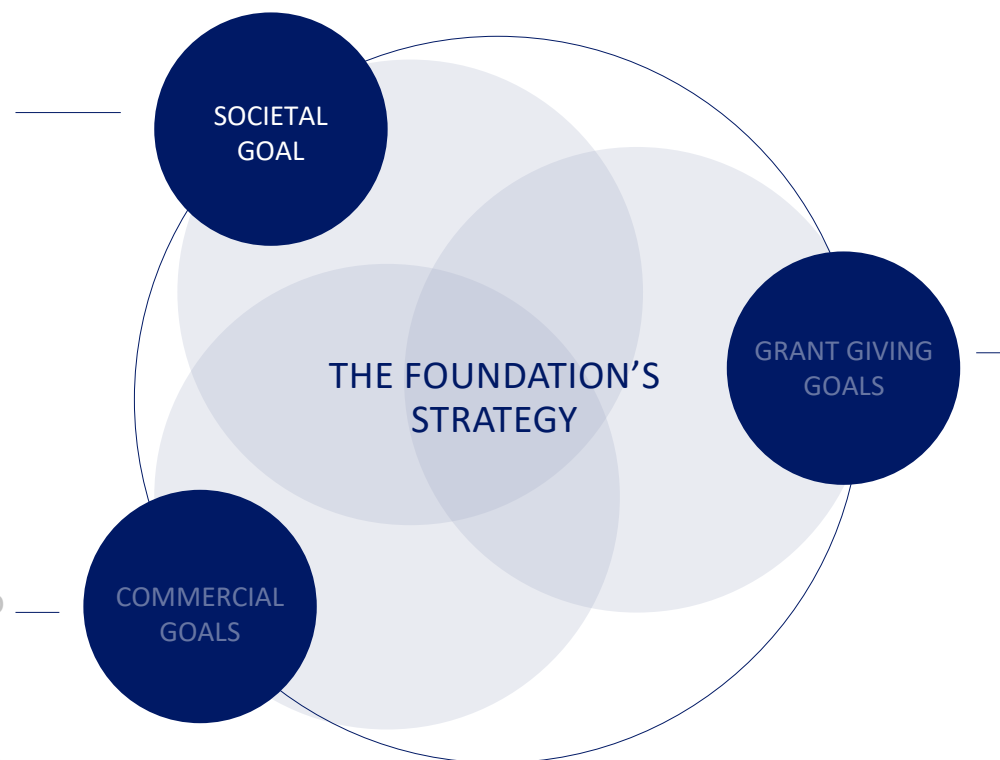 SOCIETAL
GOAL
GRANT GIVING
GOALS
THE FOUNDATION’S
STRATEGY
COMMERCIAL
GOALS